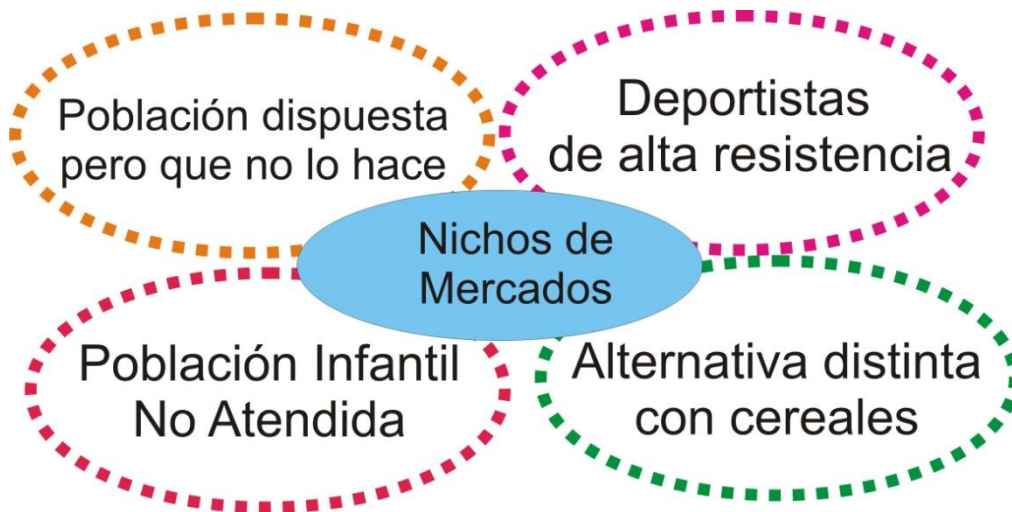 Población dispuesta
pero que no lo hace
Deportistas
de alta resistencia
Nichos de
Mercados
Población Infantil
No Atendida
Alternativa distinta
con cereales